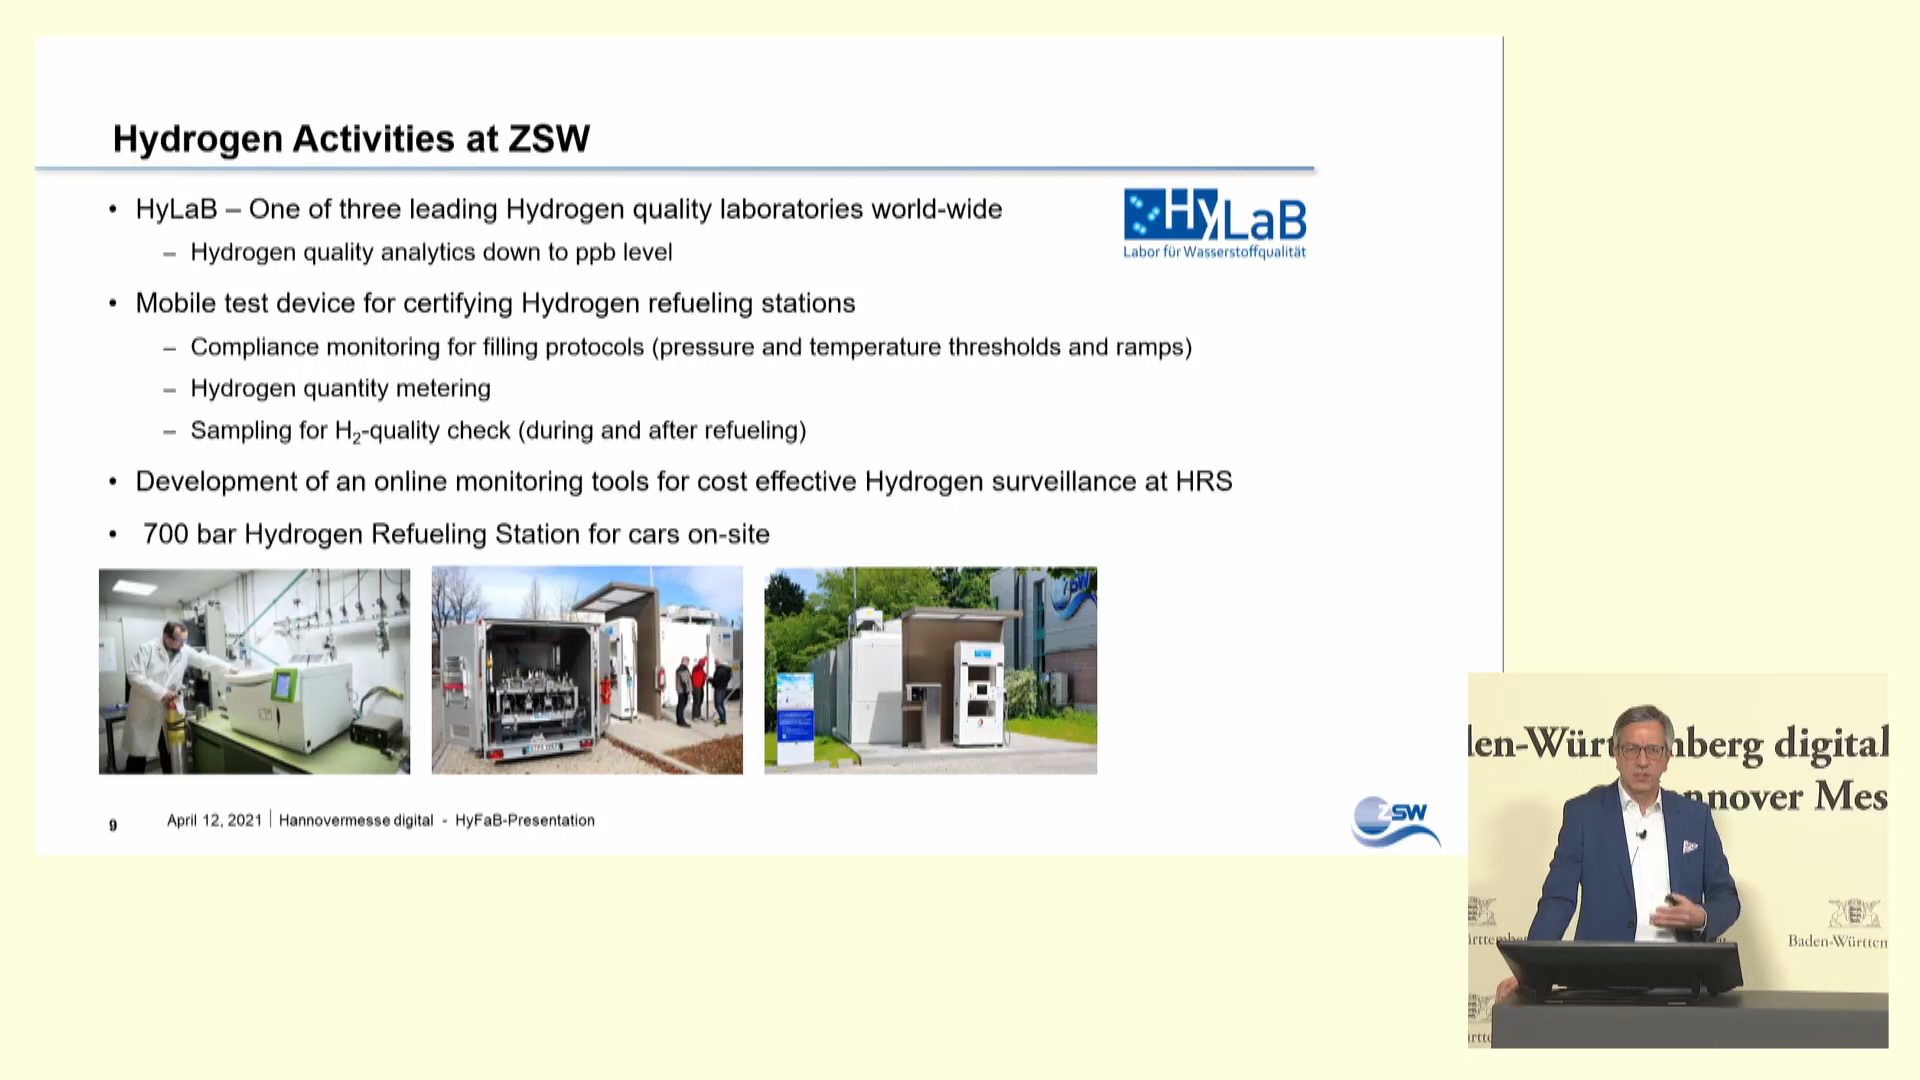 Hydrogen Activities at ZSW
• HyLaB – One of three leading Hydrogen quality laboratories world-wide
– Hydrogen quality analytics down to ppb level
HyLaB
Labor für Wasserstoffqualität
• Mobile test device for certifying Hydrogen refueling stations
– Compliance monitoring for filling protocols (pressure and temperature thresholds and ramps)
– Hydrogen quantity metering
– Sampling for H₂-quality check (during and after refueling)
• Development of an online monitoring tools for cost effective Hydrogen surveillance at HRS
• 700 bar Hydrogen Refueling Station for cars on-site
ZSW
9 April 12, 2021 | Hannovermesse digital - HyFaB-Presentation
ZSW
len-Würt mberg digital
nnover Mes
Baden-Württen